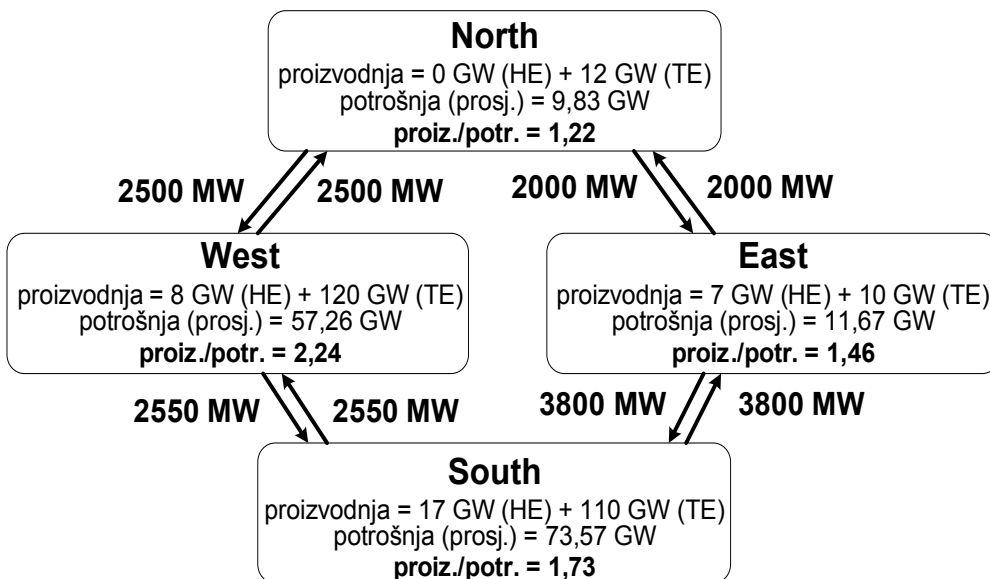 North
proizvodnja = 0 GW (HE) + 12 GW (TE)
potrošnja (prosj.) = 9,83 GW
proiz./potr. = 1,22
2500 MW
2500 MW
2000 MW
2000 MW
West
proizvodnja = 8 GW (HE) + 120 GW (TE)
potrošnja (prosj.) = 57,26 GW
proiz./potr. = 2,24
East
proizvodnja = 7 GW (HE) + 10 GW (TE)
potrošnja (prosj.) = 11,67 GW
proiz./potr. = 1,46
2550 MW
2550 MW
3800 MW
3800 MW
South
proizvodnja = 17 GW (HE) + 110 GW (TE)
potrošnja (prosj.) = 73,57 GW
proiz./potr. = 1,73